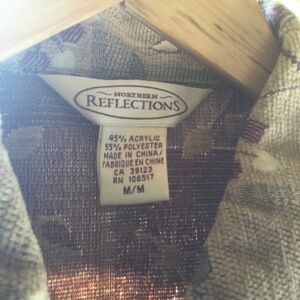 NORTHERN
REFLECTIONS
45% ACRYLIC
55% POLYESTER
MADE IN CHINA/
FABRIQUE EN CHINE
CA 39123
RN 106517
M/M